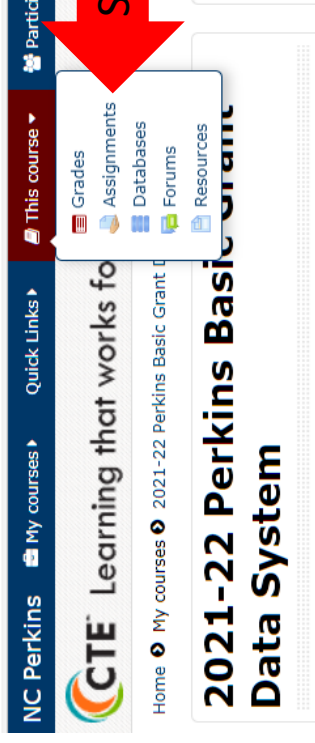 NC Perkins My courses Quick Links This course Partici
Grades
Assignments
Databases
Forums
Resources
CTE Learning that works fo
Home My courses 2021-22 Perkins Basic Grant D
2021-22 Perkins Basic Grant
Data System